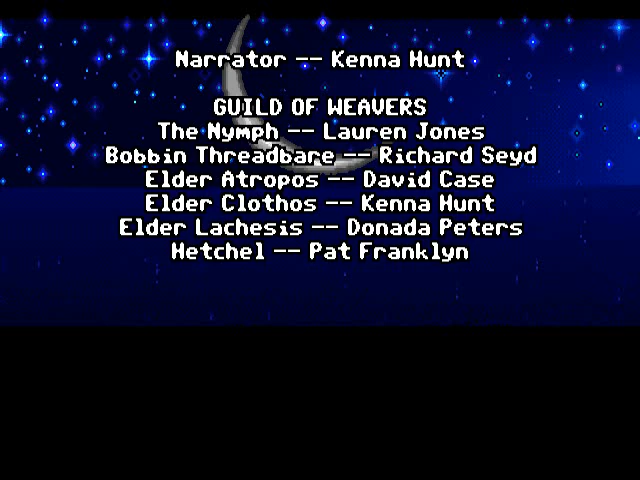 Narrator -- Kenna Hunt
GUILD OF WEAVERS
The Nymph -- Lauren Jones
Bobbin Threadbare -- Richard Seyd
Elder Atropos -- David Case
Elder Clothos -- Kenna Hunt
Elder Lachesis -- Donada Peters
Hetchel -- Pat Franklyn